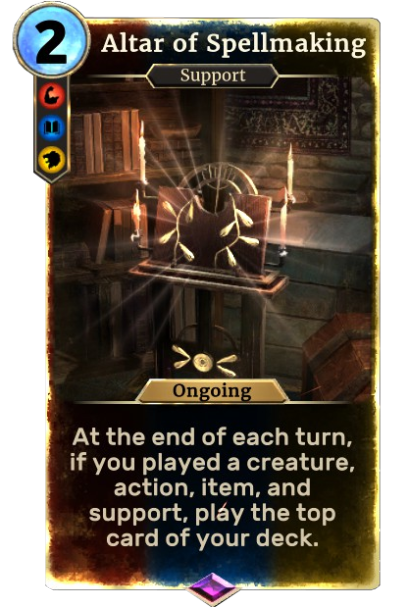 2
Altar of Spellmaking
Support
Ongoing
At the end of each turn,
if you played a creature,
action, item, and
support, pláy the top
card of your deck.